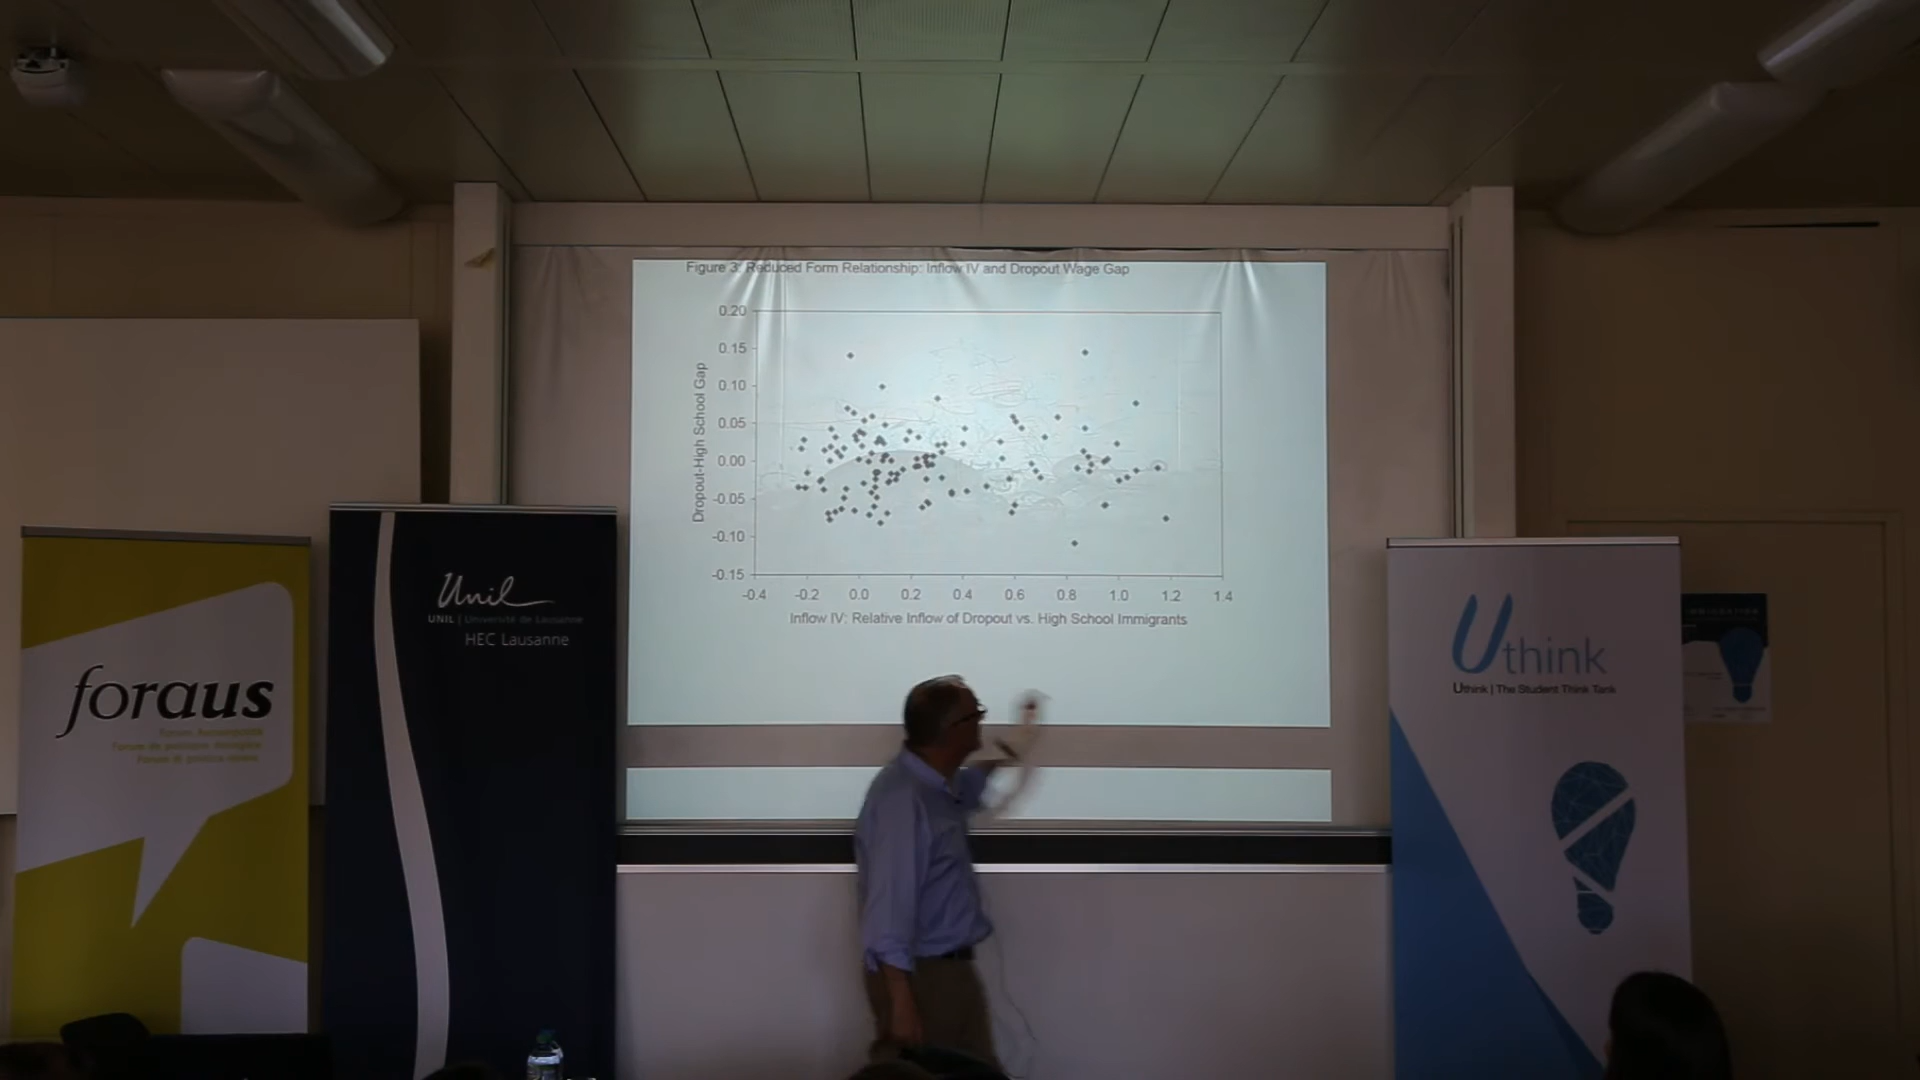 Figure 3: Reduced Form Relationship: Inflow IV and Dropout Wage Gap
0.20
0.15
0.10
0.05
0.00
-0.05
-0.10
-0.15
Dropout-High School Gap
-0.4 -0.2 0.0 0.2 0.4 0.6 0.8 1.0 1.2 1.4
Inflow IV: Relative Inflow of Dropout vs. High School Immigrants
foraus
Unil
UNIL | Université de Lausanne
HEC Lausanne
Uthink
Uthink | The Student Think Tank